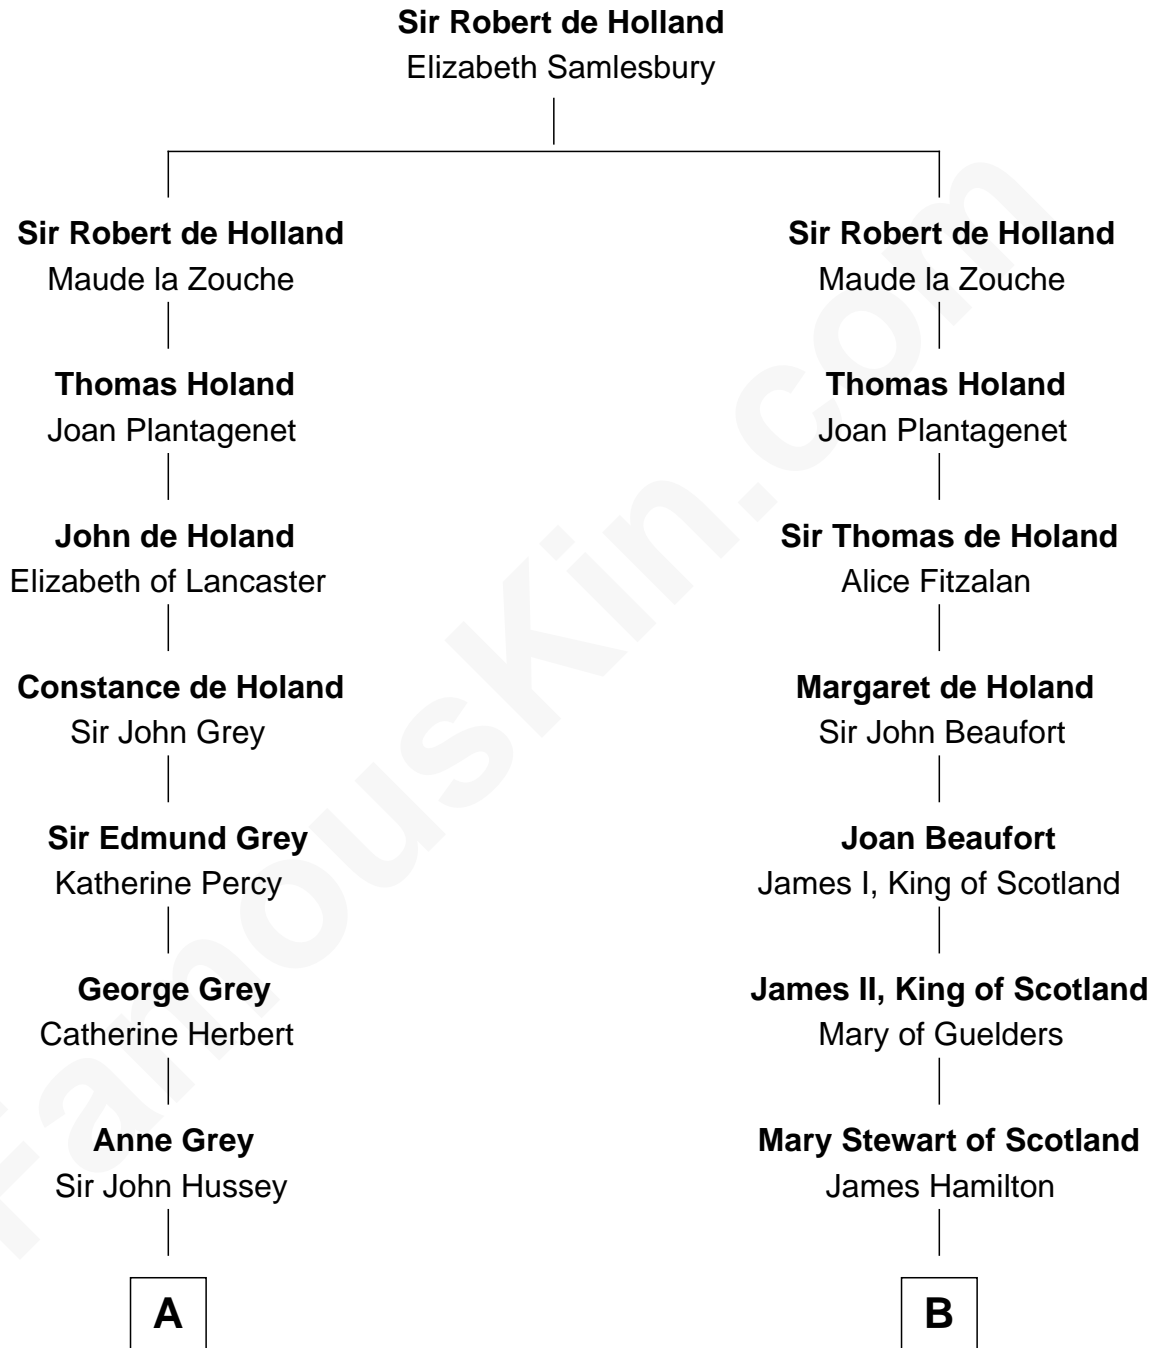 Sir Robert de Holland
Elizabeth Samlesbury
Sir Robert de Holland
Maude la Zouche
Sir Robert de Holland
Maude la Zouche
Thomas Holand
Joan Plantagenet
Thomas Holand
Joan Plantagenet
John de Holand
Elizabeth of Lancaster
Sir Thomas de Holand
Alice Fitzalan
Constance de Holand
Sir John Grey
Margaret de Holand
Sir John Beaufort
Sir Edmund Grey
Katherine Percy
Joan Beaufort
James I, King of Scotland
George Grey
Catherine Herbert
James II, King of Scotland
Mary of Guelders
Anne Grey
Sir John Hussey
Mary Stewart of Scotland
James Hamilton
A
B
FamousKin.com